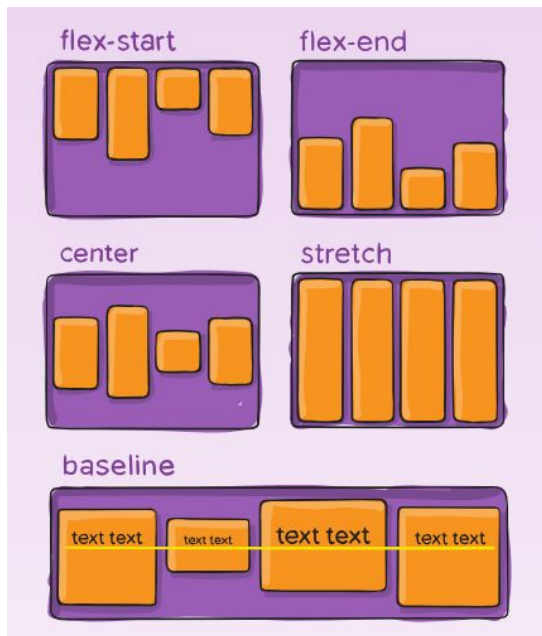 flex-start
flex-end
center
stretch
baseline
text text
text text
text text
text text